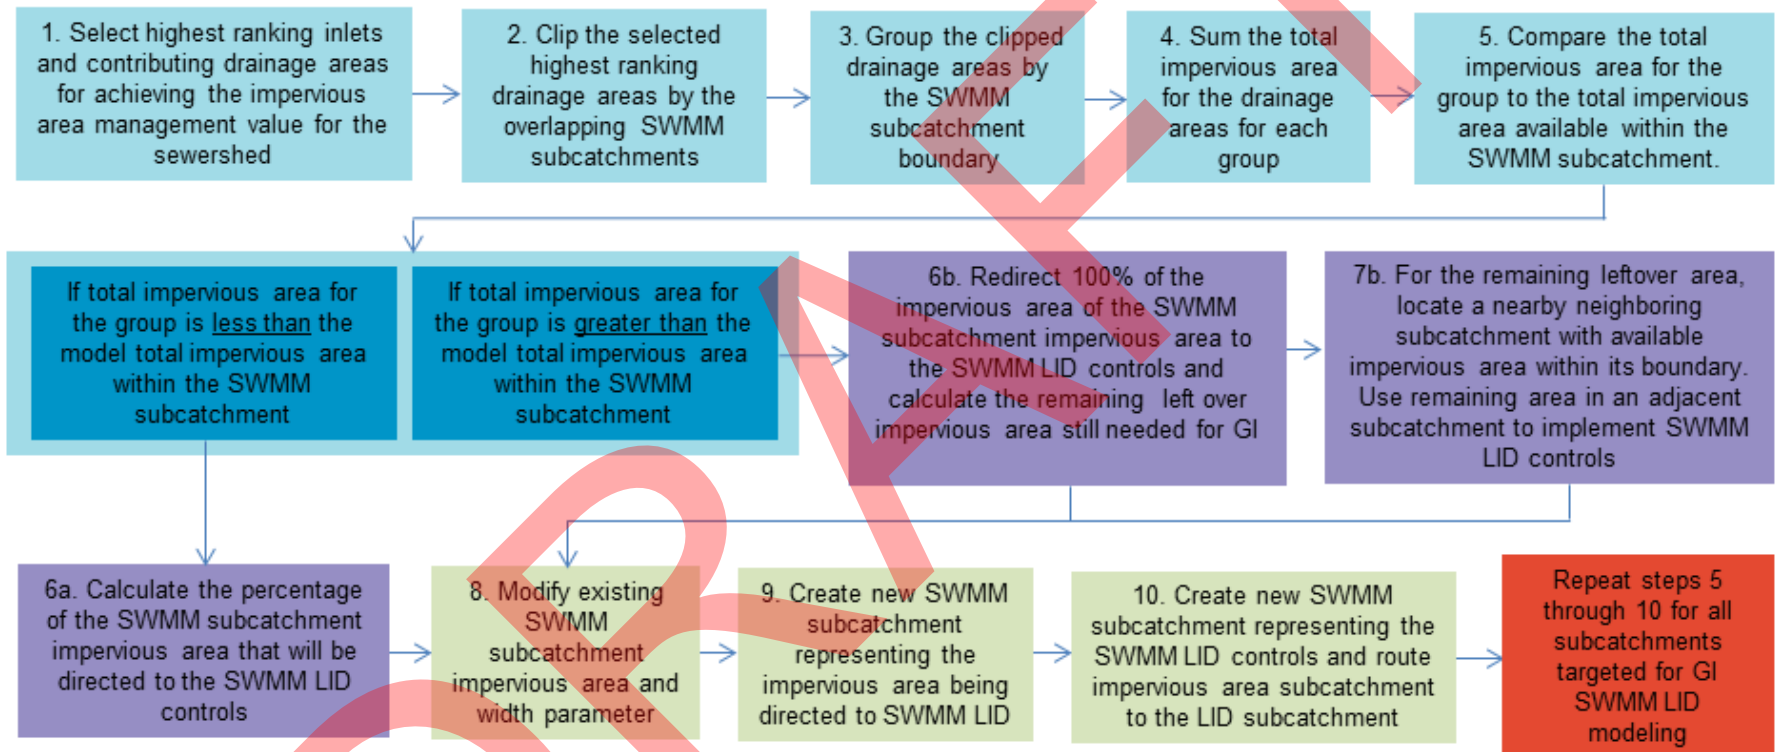 1. Select highest ranking inlets
and contributing drainage areas
for achieving the impervious
area management value for the
sewershed
2. Clip the selected
highest ranking
drainage areas by the
overlapping SWMM
subcatchments
3. Group the clipped
drainage areas by
the SWMM
subcatchment
boundary
4. Sum the total
impervious area
for the drainage
areas for each
group
5. Compare the total
impervious area for the
group to the total impervious
area available within the
SWMM subcatchment.
If total impervious area for
the group is less than the
model total impervious area
within the SWMM
subcatchment
If total impervious area for
the group is greater than the
model total impervious area
within the SWMM
subcatchment
6b. Redirect 100% of the
impervious area of the SWMM
subcatchment impervious area to
the SWMM LID controls and
calculate the remaining left over
impervious area still needed for GI
7b. For the remaining leftover area,
locate a nearby neighboring
subcatchment with available
impervious area within its boundary.
Use remaining area in an adjacent
subcatchment to implement SWMM
LID controls
6a. Calculate the percentage
of the SWMM subcatchment
impervious area that will be
directed to the SWMM LID
controls
8. Modify existing
SWMM
subcatchment
impervious area and
width parameter
9. Create new SWMM
subcatchment
representing the
impervious area being
directed to SWMM LID
10. Create new SWMM
subcatchment representing the
SWMM LID controls and route
impervious area subcatchment
to the LID subcatchment
Repeat steps 5
through 10 for all
subcatchments
targeted for GI
SWMM LID
modeling